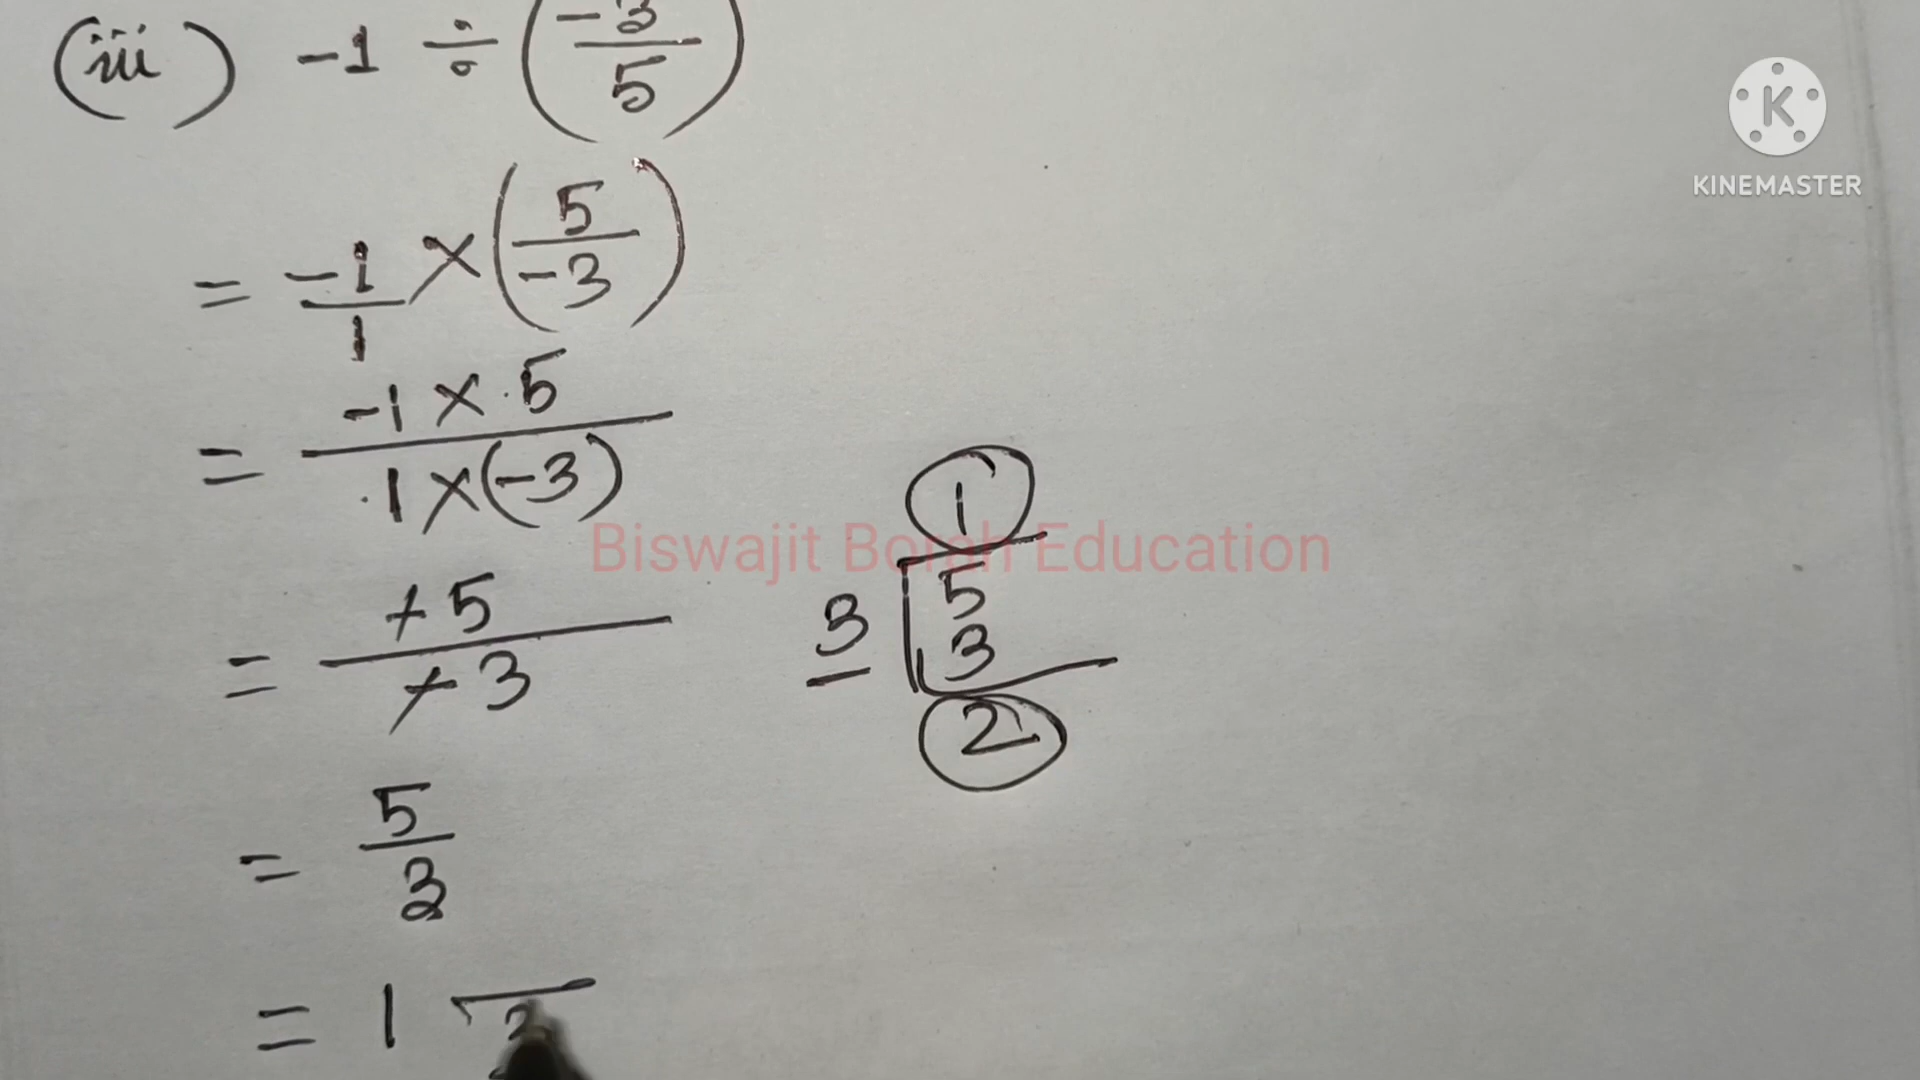 (iii) -1 ÷ (-3/5)
= -1/1 × (5/-3)
= -1 × 5 / 1 × (-3)
= +5 / +3
= 5/3
= 1
1
3 5
3
2
KINEMASTER
Biswajit Borah Education